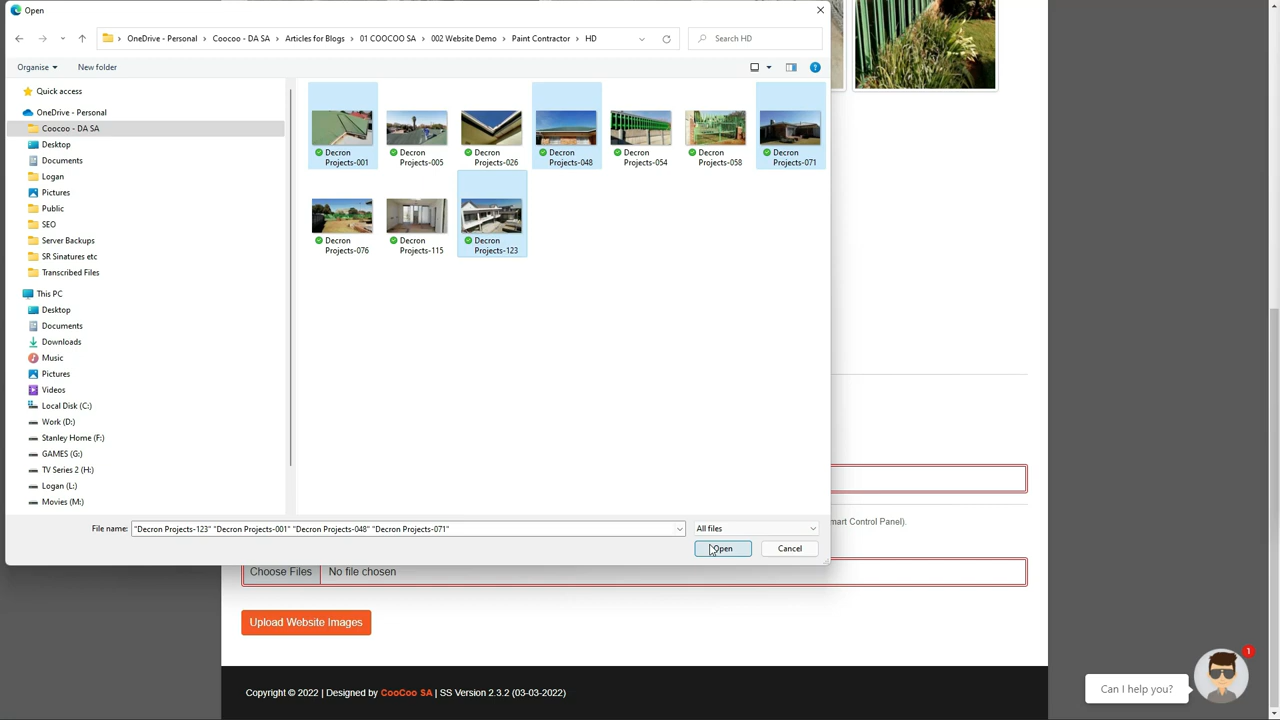 Open
OneDrive - Personal > Coocoo - DA SA > Articles for Blogs > 01 COOCOO SA > 002 Website Demo > Paint Contractor > HD
Search HD
Organise
New folder
Quick access
OneDrive - Personal
Coocoo - DA SA
Desktop
Documents
Logan
Pictures
Public
SEO
Server Backups
SR Sinatures etc
Transcribed Files
This PC
Desktop
Documents
Downloads
Music
Pictures
Videos
Local Disk (C:)
Work (D:)
Stanley Home (F:)
GAMES (G:)
TV Series 2 (H:)
Logan (L:)
Movies (M:)
Decron Projects-001
Decron Projects-005
Decron Projects-026
Decron Projects-048
Decron Projects-054
Decron Projects-058
Decron Projects-071
Decron Projects-076
Decron Projects-115
Decron Projects-123
File name: "Decron Projects-123" "Decron Projects-001" "Decron Projects-048" "Decron Projects-071"
All files
Open
Cancel
mart Control Panel).
Choose Files No file chosen
Upload Website Images
Copyright © 2022 | Designed by CooCoo SA | SS Version 2.3.2 (03-03-2022)
Can I help you?
1